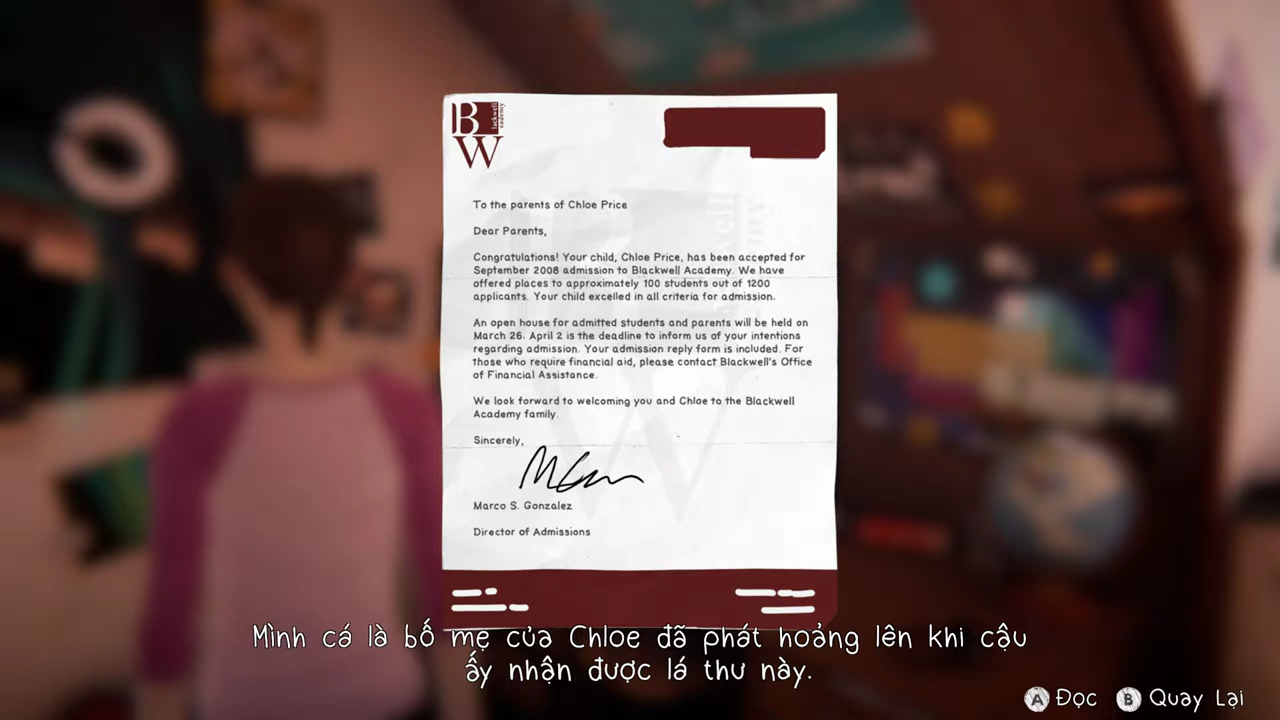 B
W
Blackwell
Academy
To the parents of Chloe Price
Dear Parents,
Congratulations! Your child, Chloe Price, has been accepted for
September 2008 admission to Blackwell Academy. We have
offered places to approximately 100 students out of 1200
applicants. Your child excelled in all criteria for admission.
An open house for admitted students and parents will be held on
March 26. April 2 is the deadline to inform us of your intentions
regarding admission. Your admission reply form is included. For
those who require financial aid, please contact Blackwell's Office
of Financial Assistance.
We look forward to welcoming you and Chloe to the Blackwell
Academy family.
Sincerely,
Marco S. Gonzalez
Director of Admissions
Mình cá là bố mẹ của Chloe đã phát hoảng lên khi cậu
ấy nhận được lá thư này.
A Đọc B Quay Lại